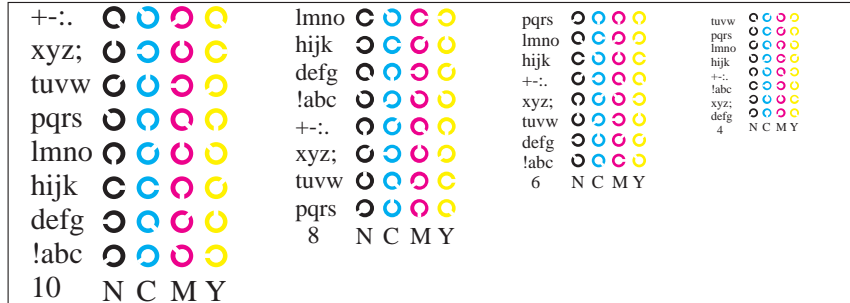 +-:.
xyz;
tuvw
pqrs
lmno
hijk
defg
!abc
10 N C M Y
lmno
hijk
defg
!abc
+-:.
xyz;
tuvw
pqrs
8 N C M Y
pqrs
lmno
hijk
+-:.
xyz;
tuvw
defg
!abc
6 N C M Y
tuvw
pqrs
lmno
hijk
+-:.
!abc
xyz;
defg
4 N C M Y